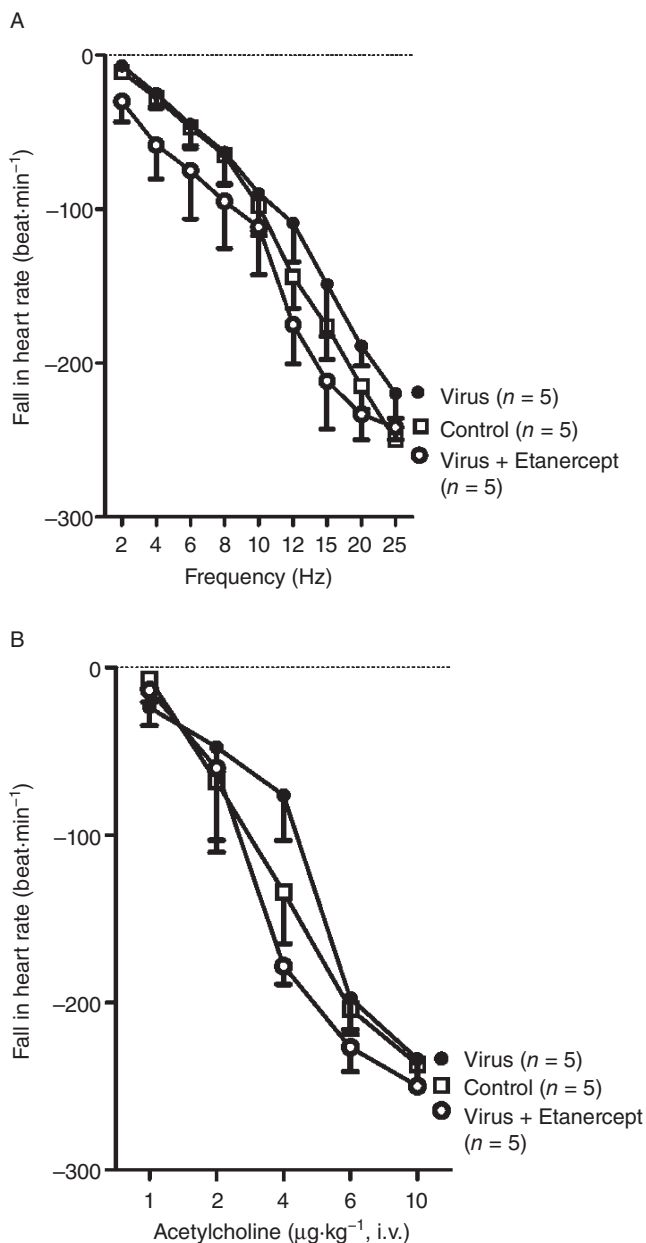 A
0
−100
−200
−300
Fall in heart rate (beat·min⁻¹)
2 4 6 8 10 12 15 20 25
Frequency (Hz)
Virus (n = 5)
Control (n = 5)
Virus + Etanercept
(n = 5)
B
0
−100
−200
−300
Fall in heart rate (beat·min⁻¹)
1 2 4 6 10
Acetylcholine (µg·kg⁻¹, i.v.)
Virus (n = 5)
Control (n = 5)
Virus + Etanercept
(n = 5)